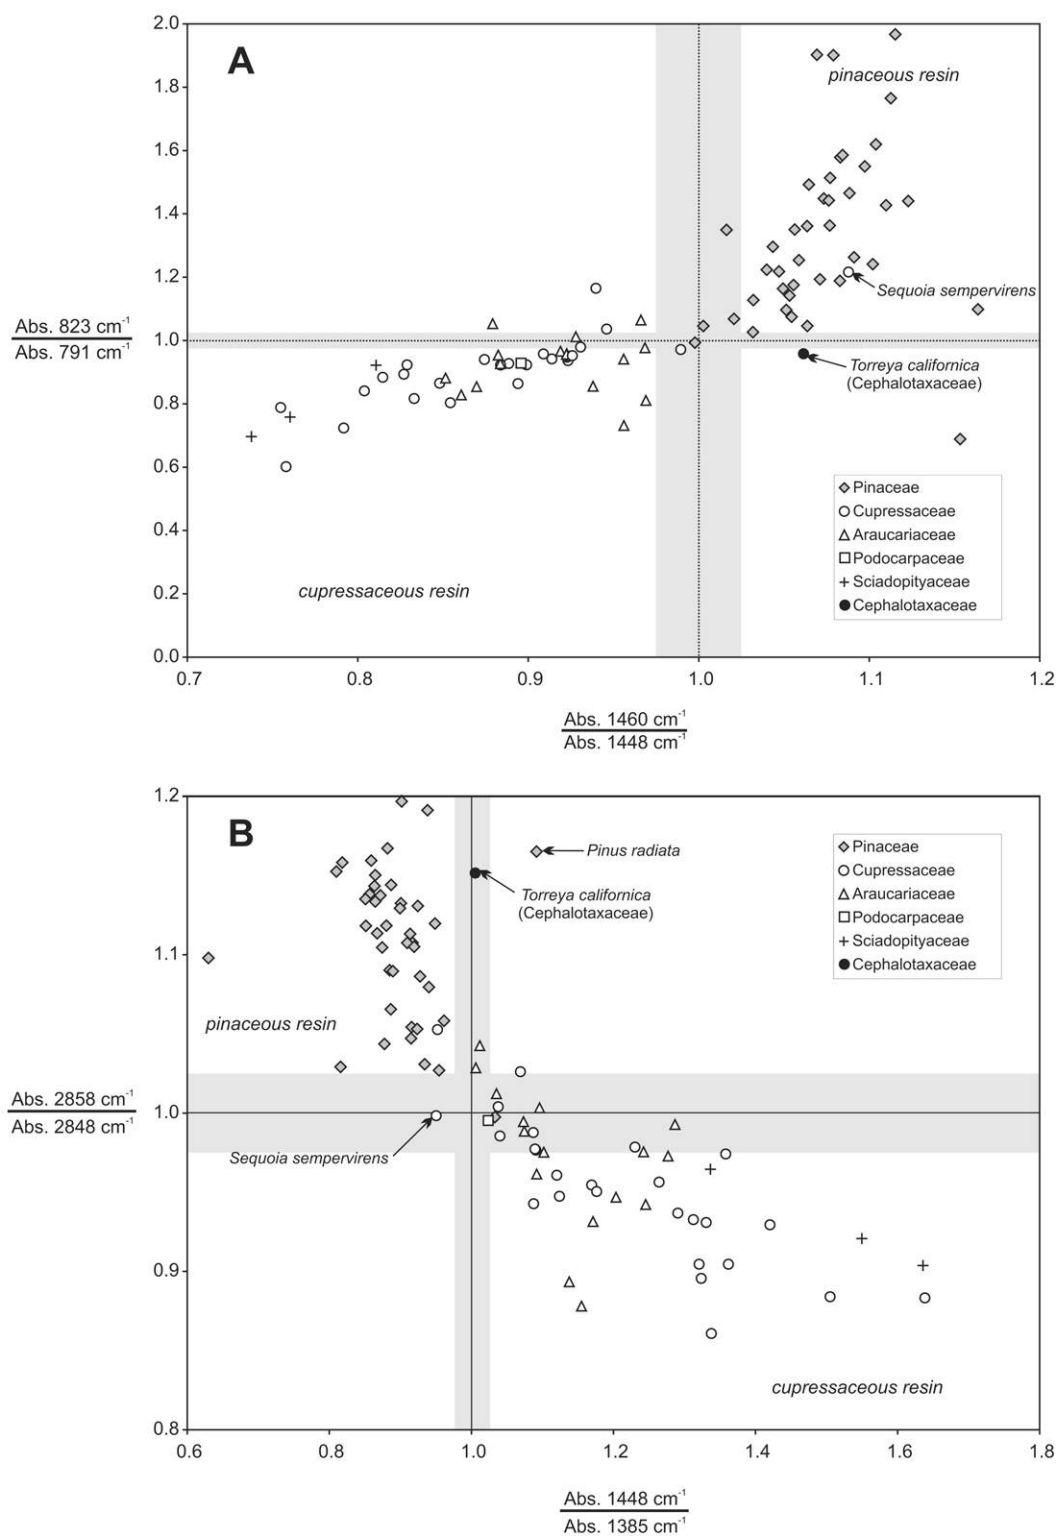 A
2.0
1.8
1.6
1.4
1.2
1.0
0.8
0.6
0.4
0.2
0.0
Abs. 823 cm⁻¹
Abs. 791 cm⁻¹
pinaceous resin
Sequoia sempervirens
Torreya californica
(Cephalotaxaceae)
cupressaceous resin
Pinaceae
Cupressaceae
Araucariaceae
Podocarpaceae
Sciadopityaceae
Cephalotaxaceae
0.7 0.8 0.9 1.0 1.1 1.2
Abs. 1460 cm⁻¹
Abs. 1448 cm⁻¹
B
1.2
1.1
1.0
0.9
0.8
Abs. 2858 cm⁻¹
Abs. 2848 cm⁻¹
Pinus radiata
Torreya californica
(Cephalotaxaceae)
Pinaceae
Cupressaceae
Araucariaceae
Podocarpaceae
Sciadopityaceae
Cephalotaxaceae
pinaceous resin
Sequoia sempervirens
cupressaceous resin
0.6 0.8 1.0 1.2 1.4 1.6 1.8
Abs. 1448 cm⁻¹
Abs. 1385 cm⁻¹